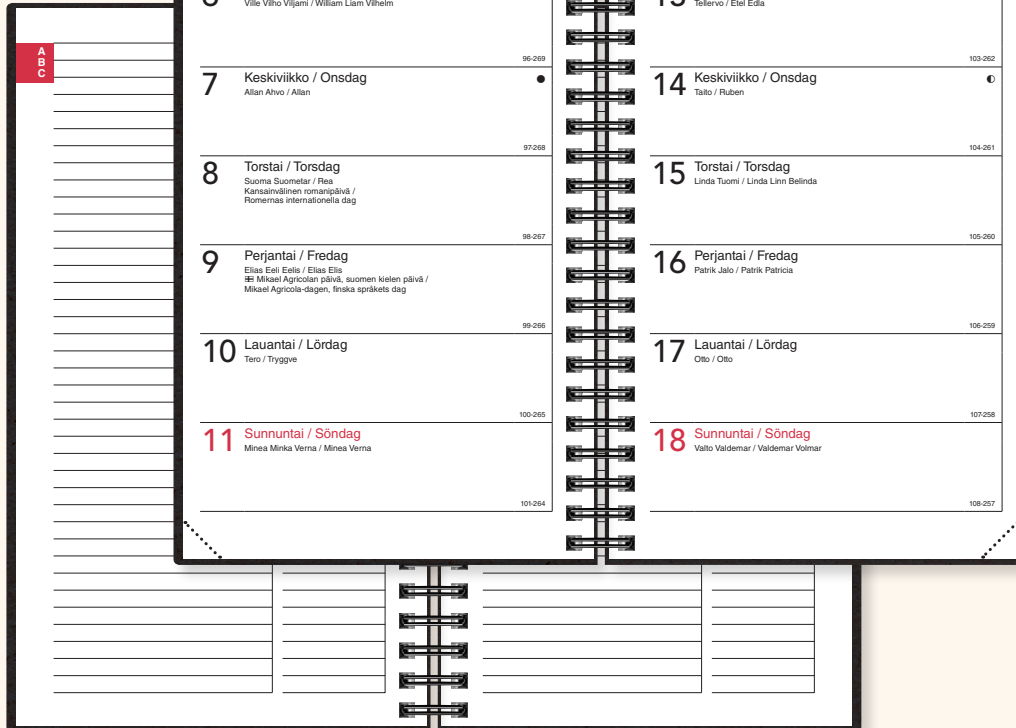 A
B
C
Ville Vilho Viljami / William Liam Vilhelm
96-269
7 Keskiviikko / Onsdag
Allan Ahvo / Allan
97-268
8 Torstai / Torsdag
Suoma Suometar / Rea
Kansainvälinen romanipäivä /
Romernas internationella dag
98-267
9 Perjantai / Fredag
Elias Eeli Eelis / Elias Elis
Mikael Agricolan päivä, suomen kielen päivä /
Mikael Agricola-dagen, finska språkets dag
99-266
10 Lauantai / Lördag
Tero / Tryggve
100-265
11 Sunnuntai / Söndag
Minea Minka Verna / Minea Verna
101-264
Tellervo / Etel Edla
103-262
14 Keskiviikko / Onsdag
Taito / Ruben
104-261
15 Torstai / Torsdag
Linda Tuomi / Linda Linn Belinda
105-260
16 Perjantai / Fredag
Patrik Jalo / Patrik Patricia
106-259
17 Lauantai / Lördag
Otto / Otto
107-258
18 Sunnuntai / Söndag
Valto Valdemar / Valdemar Volmar
108-257